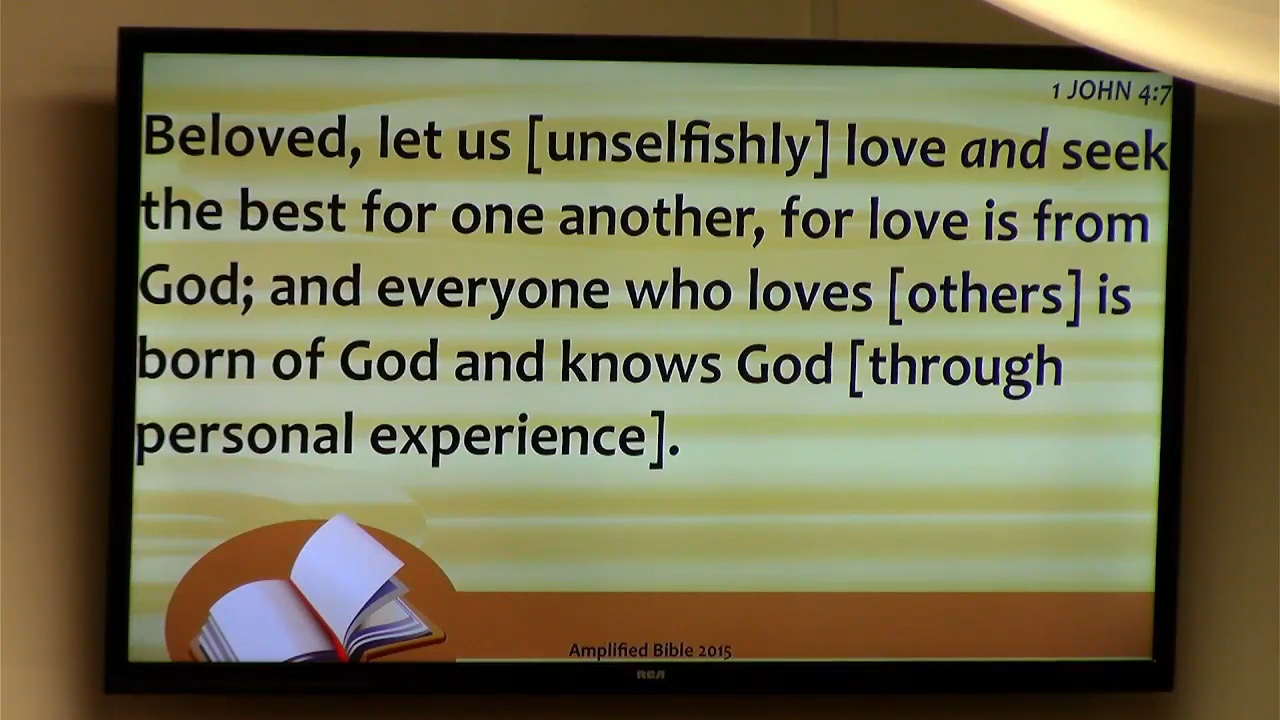 1 JOHN 4:7
Beloved, let us [unselfishly] love and seek
the best for one another, for love is from
God; and everyone who loves [others] is
born of God and knows God [through
personal experience].
Amplified Bible 2015
RCA